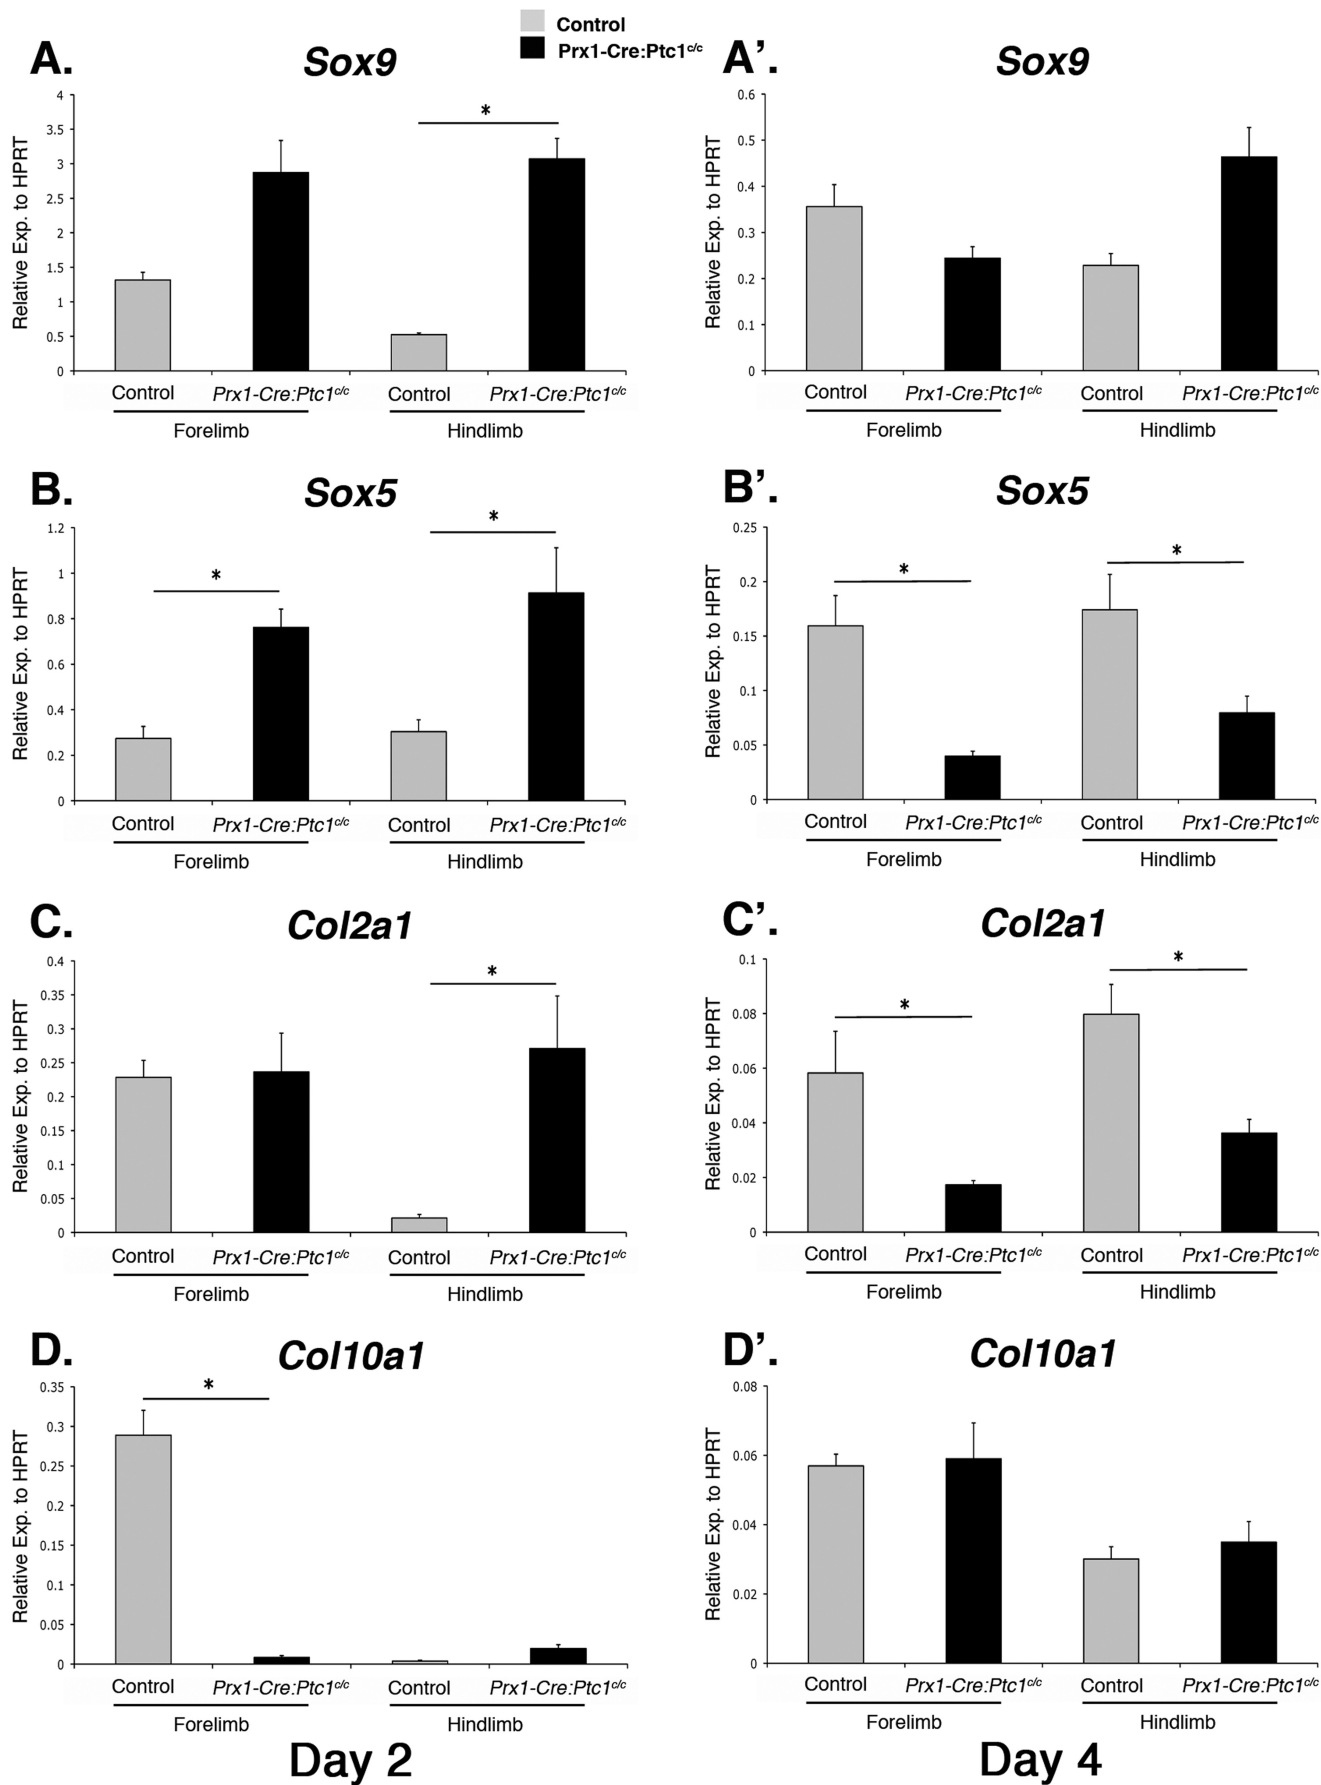 Control
Prx1-Cre:Ptc1c/c
A.
Sox9
Relative Exp. to HPRT
4
3.5
3
2.5
2
1.5
1
0.5
0
*
Control Prx1-Cre:Ptc1c/c Control Prx1-Cre:Ptc1c/c
Forelimb Hindlimb
A’.
Sox9
Relative Exp. to HPRT
0.6
0.5
0.4
0.3
0.2
0.1
0
Control Prx1-Cre:Ptc1c/c Control Prx1-Cre:Ptc1c/c
Forelimb Hindlimb
B.
Sox5
Relative Exp. to HPRT
1.2
1
0.8
0.6
0.4
0.2
0
* *
Control Prx1-Cre:Ptc1c/c Control Prx1-Cre:Ptc1c/c
Forelimb Hindlimb
B’.
Sox5
Relative Exp. to HPRT
0.25
0.2
0.15
0.1
0.05
0
* *
Control Prx1-Cre:Ptc1c/c Control Prx1-Cre:Ptc1c/c
Forelimb Hindlimb
C.
Col2a1
Relative Exp. to HPRT
0.4
0.35
0.3
0.25
0.2
0.15
0.1
0.05
0
*
Control Prx1-Cre:Ptc1c/c Control Prx1-Cre:Ptc1c/c
Forelimb Hindlimb
C’.
Col2a1
Relative Exp. to HPRT
0.1
0.08
0.06
0.04
0.02
0
* *
Control Prx1-Cre:Ptc1c/c Control Prx1-Cre:Ptc1c/c
Forelimb Hindlimb
D.
Col10a1
Relative Exp. to HPRT
0.35
0.3
0.25
0.2
0.15
0.1
0.05
0
*
Control Prx1-Cre:Ptc1c/c Control Prx1-Cre:Ptc1c/c
Forelimb Hindlimb
Day 2
D’.
Col10a1
Relative Exp. to HPRT
0.08
0.06
0.04
0.02
0
Control Prx1-Cre:Ptc1c/c Control Prx1-Cre:Ptc1c/c
Forelimb Hindlimb
Day 4